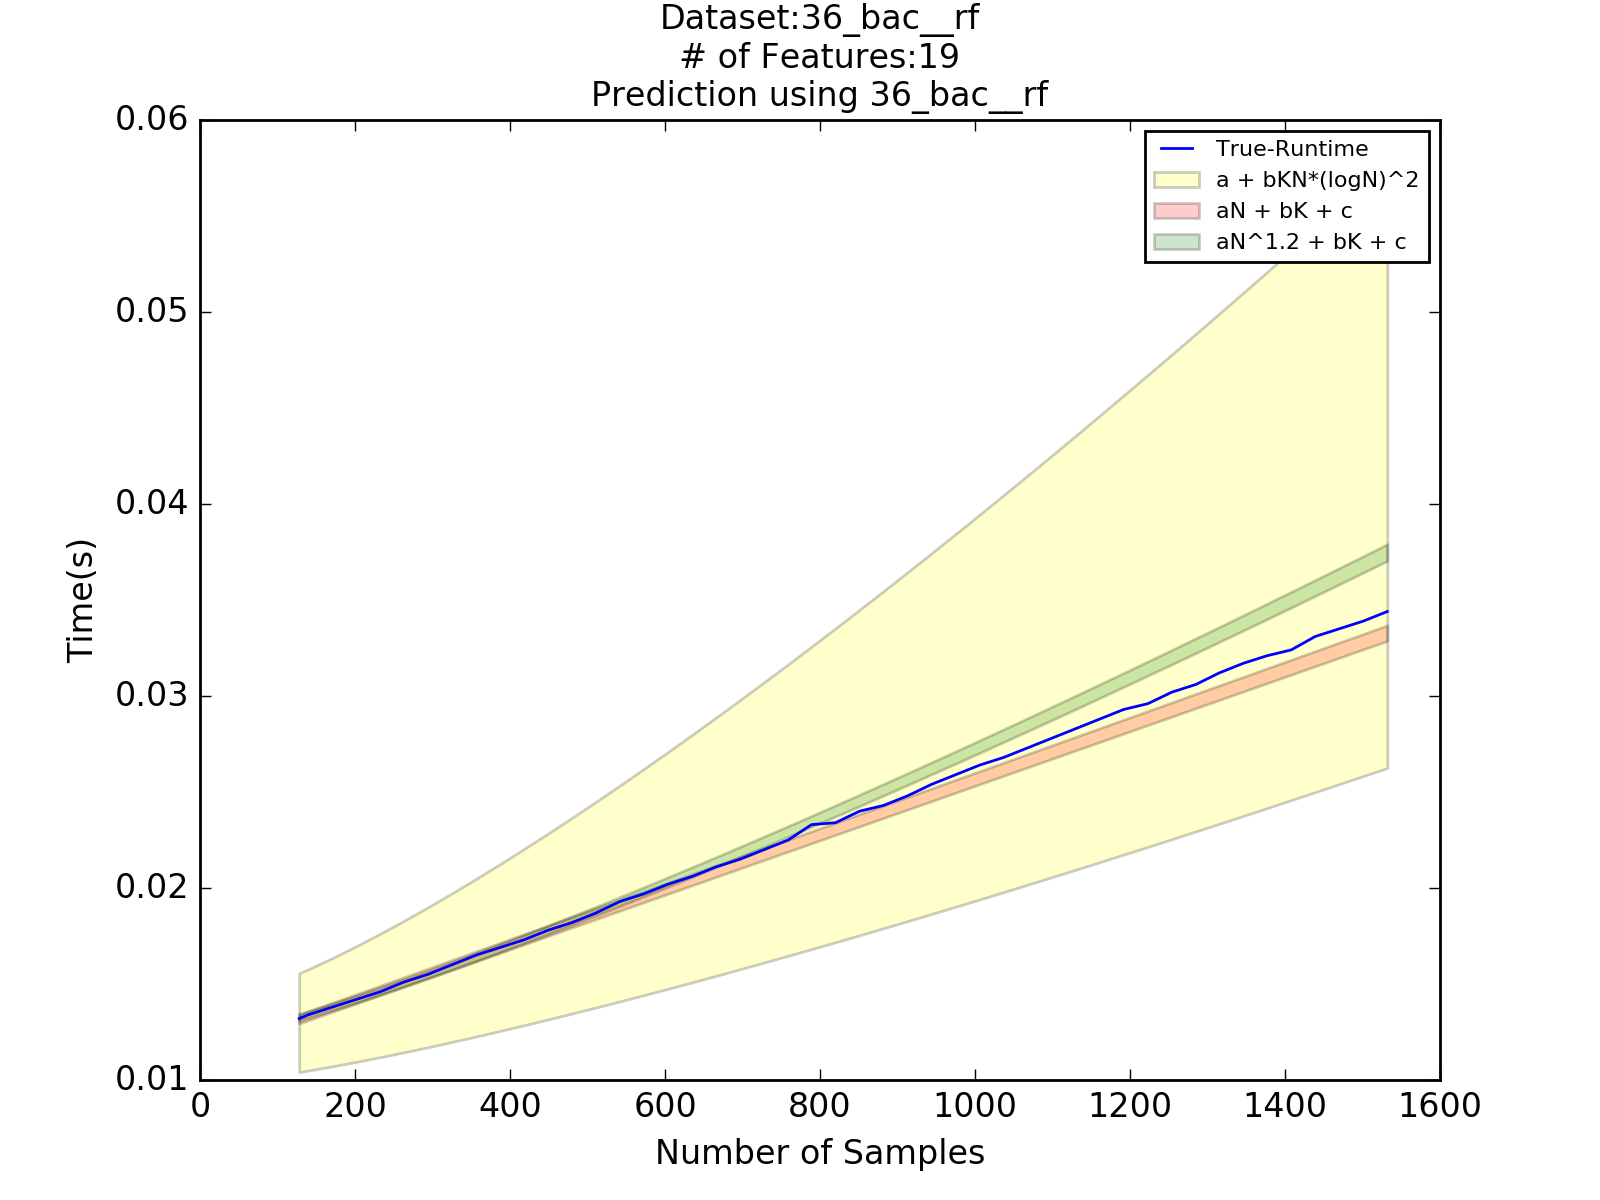 Dataset:36_bac__rf
# of Features:19
Prediction using 36_bac__rf
0.06
0.05
0.04
0.03
0.02
0.01
Time(s)
True-Runtime
a + bKN*(logN)^2
aN + bK + c
aN^1.2 + bK + c
0 200 400 600 800 1000 1200 1400 1600
Number of Samples